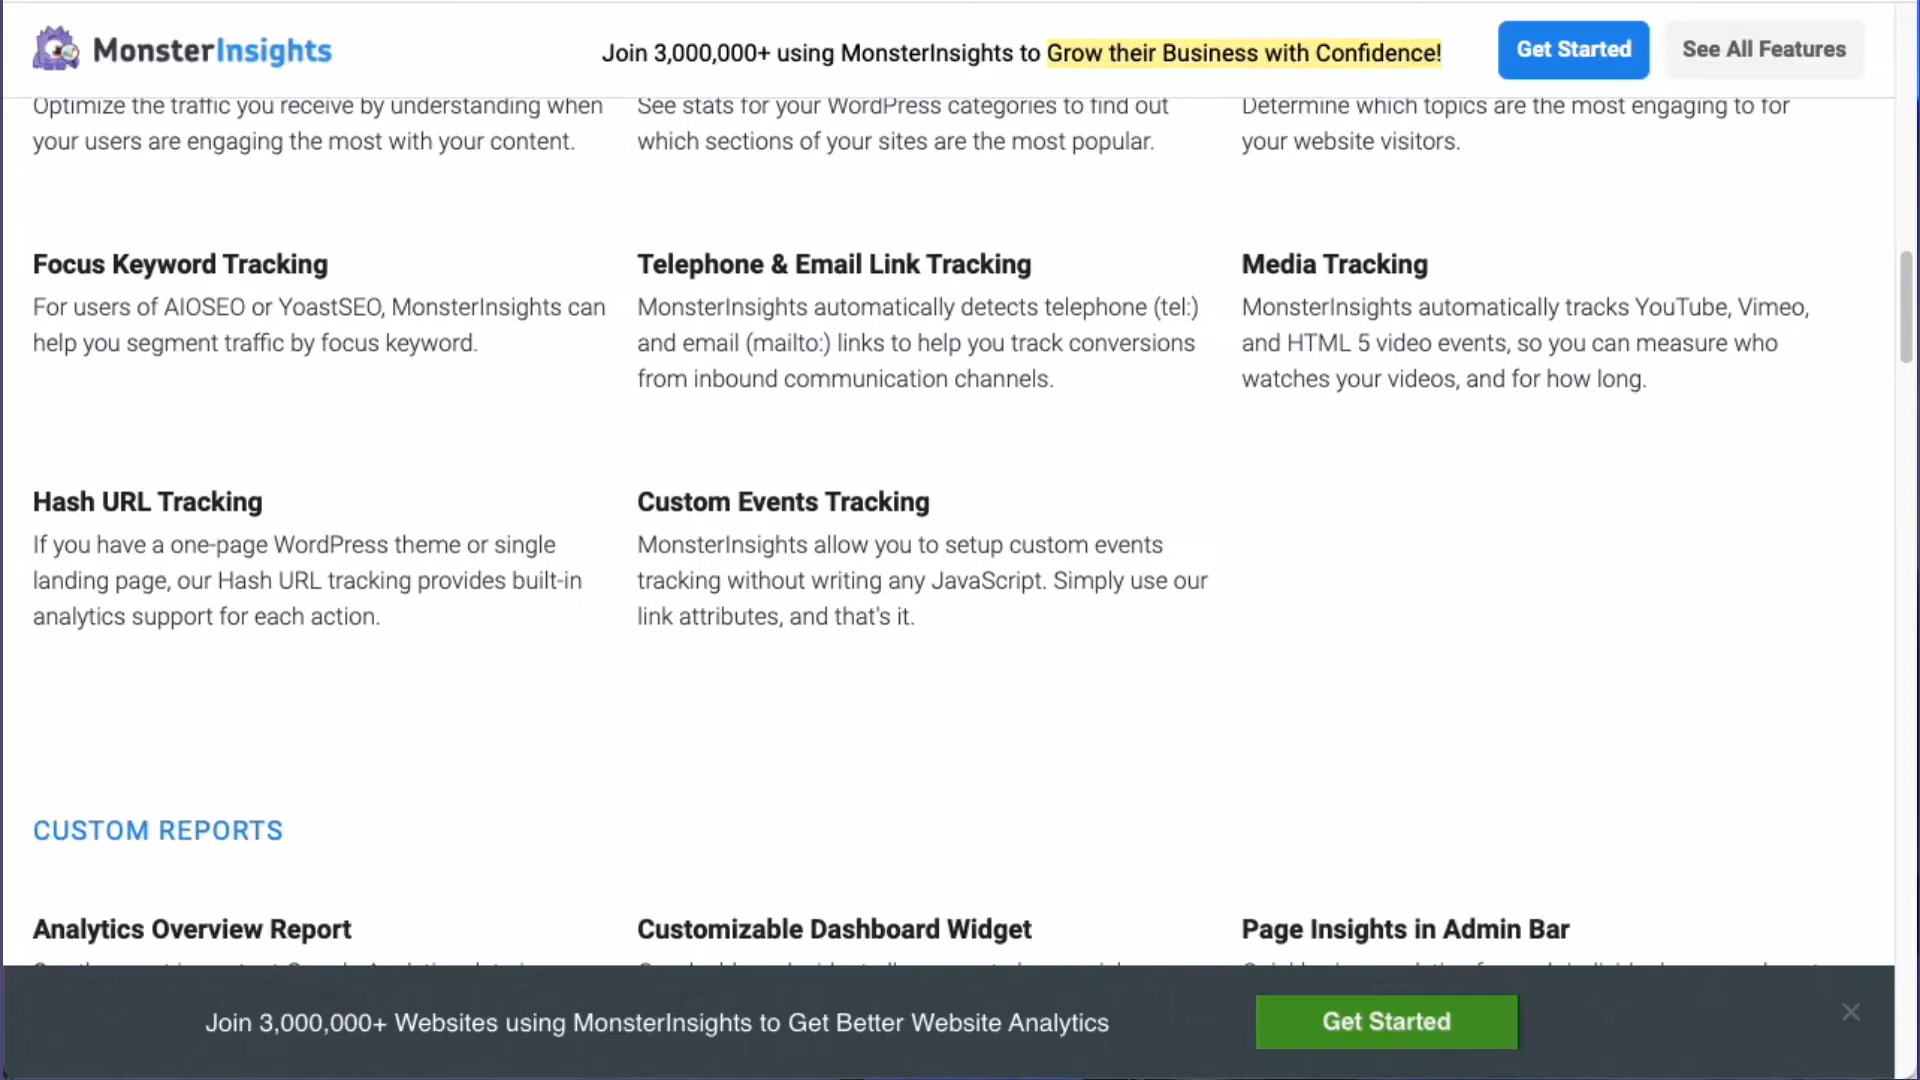 MonsterInsights
Join 3,000,000+ using MonsterInsights to Grow their Business with Confidence!
Get Started
See All Features
Optimize the traffic you receive by understanding when
your users are engaging the most with your content.
See stats for your WordPress categories to find out
which sections of your sites are the most popular.
Determine which topics are the most engaging to for
your website visitors.
Focus Keyword Tracking
For users of AIOSEO or YoastSEO, MonsterInsights can
help you segment traffic by focus keyword.
Telephone & Email Link Tracking
MonsterInsights automatically detects telephone (tel:)
and email (mailto:) links to help you track conversions
from inbound communication channels.
Media Tracking
MonsterInsights automatically tracks YouTube, Vimeo,
and HTML 5 video events, so you can measure who
watches your videos, and for how long.
Hash URL Tracking
If you have a one-page WordPress theme or single
landing page, our Hash URL tracking provides built-in
analytics support for each action.
Custom Events Tracking
MonsterInsights allow you to setup custom events
tracking without writing any JavaScript. Simply use our
link attributes, and that's it.
CUSTOM REPORTS
Analytics Overview Report
Customizable Dashboard Widget
Page Insights in Admin Bar
Join 3,000,000+ Websites using MonsterInsights to Get Better Website Analytics
Get Started